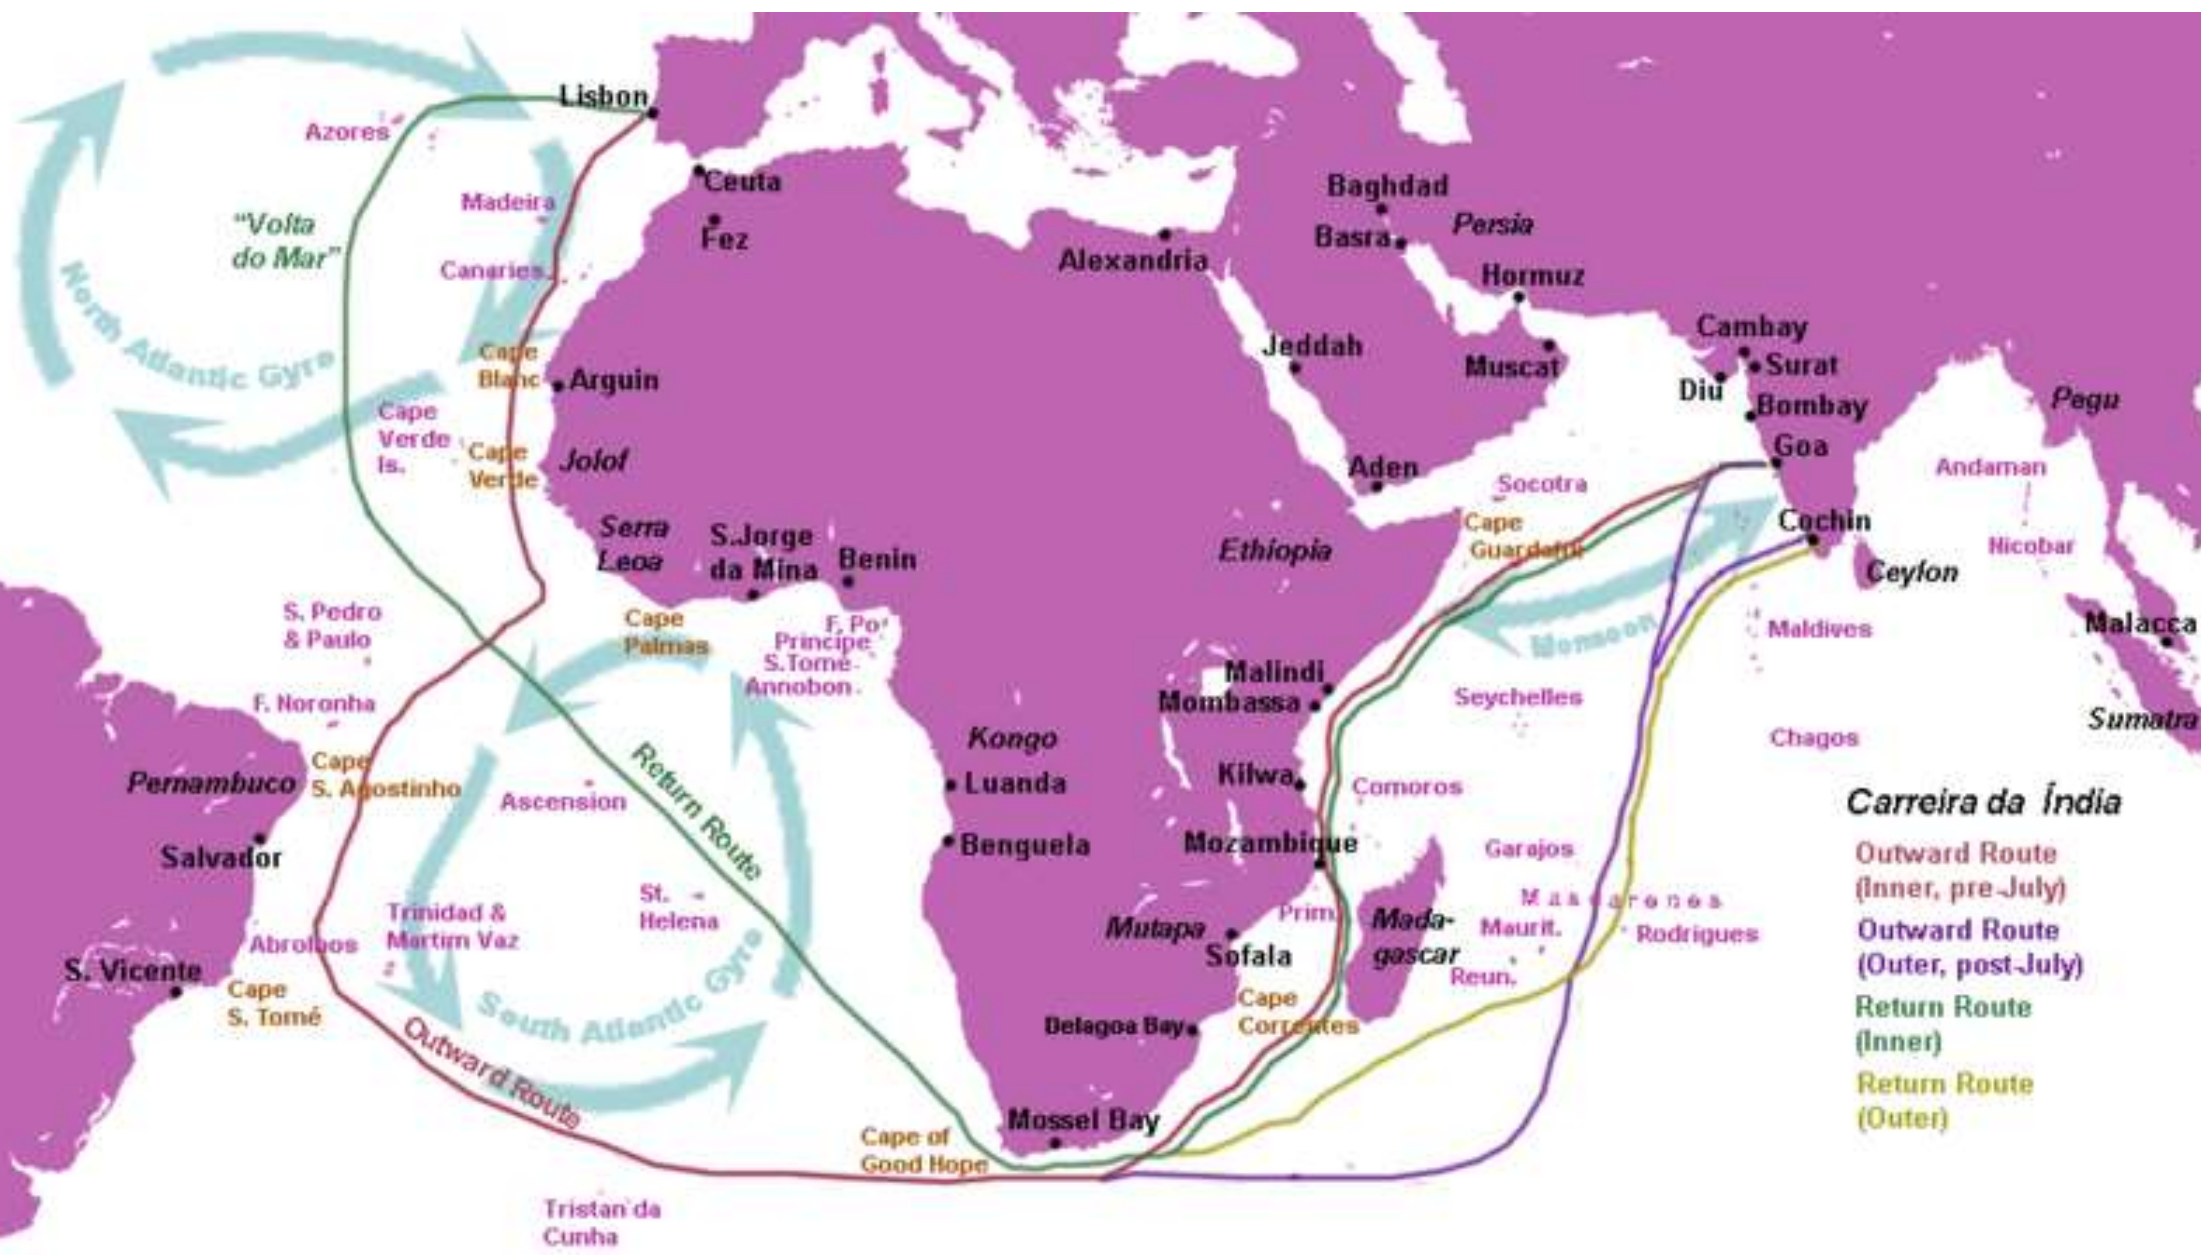 Lisbon
Azores
Ceuta
Madeira
Baghdad
"Volta
do Mar"
Fez
Persia
Basra
Alexandria
Canaries
Hormuz
North Atlantic Gyre
Cambay
Jeddah
Cape
Blanc
Arguin
Muscat
Surat
Diu
Bombay
Pegu
Cape
Verde
Is.
Cape
Verde
Jolof
Goa
Aden
Andaman
Socotra
Serra
Leoa
S.Jorge
da Mina
Benin
Ethiopia
Cape
Guardafui
Cochin
Nicobar
Ceylon
S. Pedro
& Paulo
Cape
Palmas
F. Po
Principe
S.Tomé
Annobon
Monsoon
Maldives
Malacca
Malindi
Mombassa
F. Noronha
Seychelles
Sumatra
Kongo
Chagos
Cape
S. Agostinho
Pernambuco
Return Route
Luanda
Kilwa
Ascension
Comoros
Salvador
Benguela
Mozambique
Garajos
Mascarenes
St.
Helena
Trinidad &
Martim Vaz
Prim.
Mutapa
Mada-
gascar
Maurit.
Rodrigues
Abrolhos
Sofala
S. Vicente
Reun.
Cape
S. Tomé
South Atlantic Gyre
Cape
Correntes
Delagoa Bay
Outward Route
Mossel Bay
Cape of
Good Hope
Tristan da
Cunha
Carreira da Índia
Outward Route
(Inner, pre-July)
Outward Route
(Outer, post-July)
Return Route
(Inner)
Return Route
(Outer)